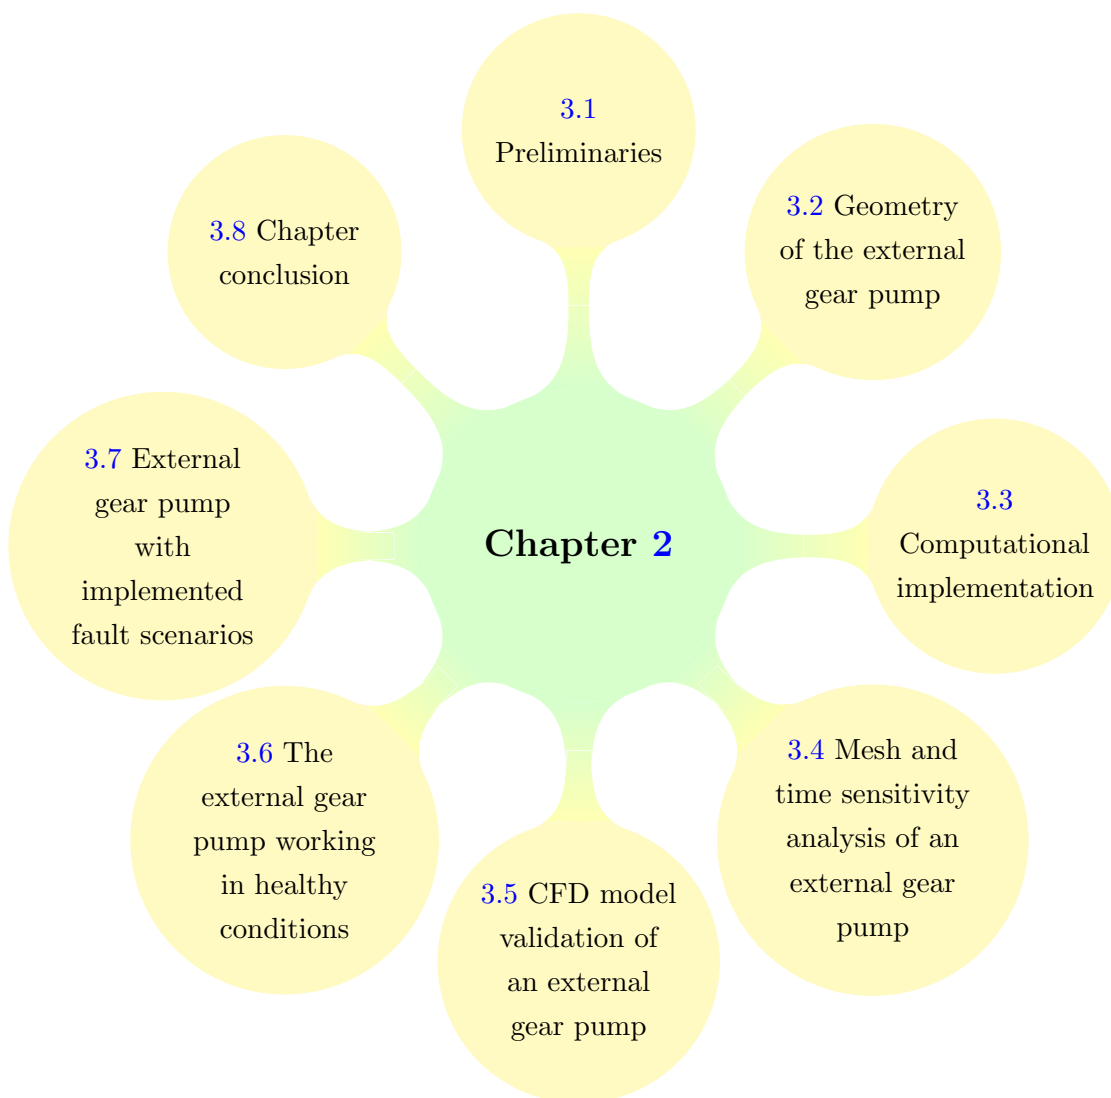 3.1
Preliminaries
3.2 Geometry
of the external
gear pump
3.3
Computational
implementation
3.4 Mesh and
time sensitivity
analysis of an
external gear
pump
3.5 CFD model
validation of
an external
gear pump
3.6 The
external gear
pump working
in healthy
conditions
3.7 External
gear pump
with
implemented
fault scenarios
3.8 Chapter
conclusion
Chapter 2